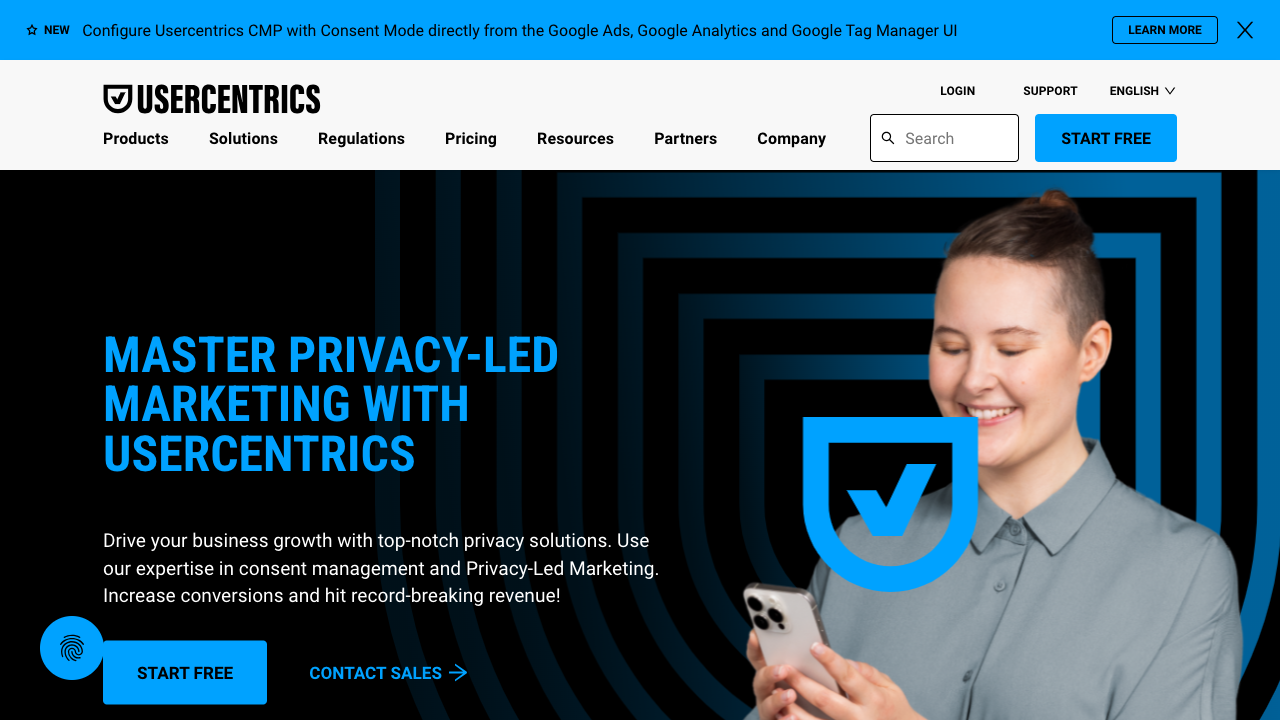 NEW Configure Usercentrics CMP with Consent Mode directly from the Google Ads, Google Analytics and Google Tag Manager UI LEARN MORE
USERCENTRICS
LOGIN SUPPORT ENGLISH
Products Solutions Regulations Pricing Resources Partners Company
Search
START FREE
MASTER PRIVACY-LED
MARKETING WITH
USERCENTRICS
Drive your business growth with top-notch privacy solutions. Use
our expertise in consent management and Privacy-Led Marketing.
Increase conversions and hit record-breaking revenue!
START FREE
CONTACT SALES